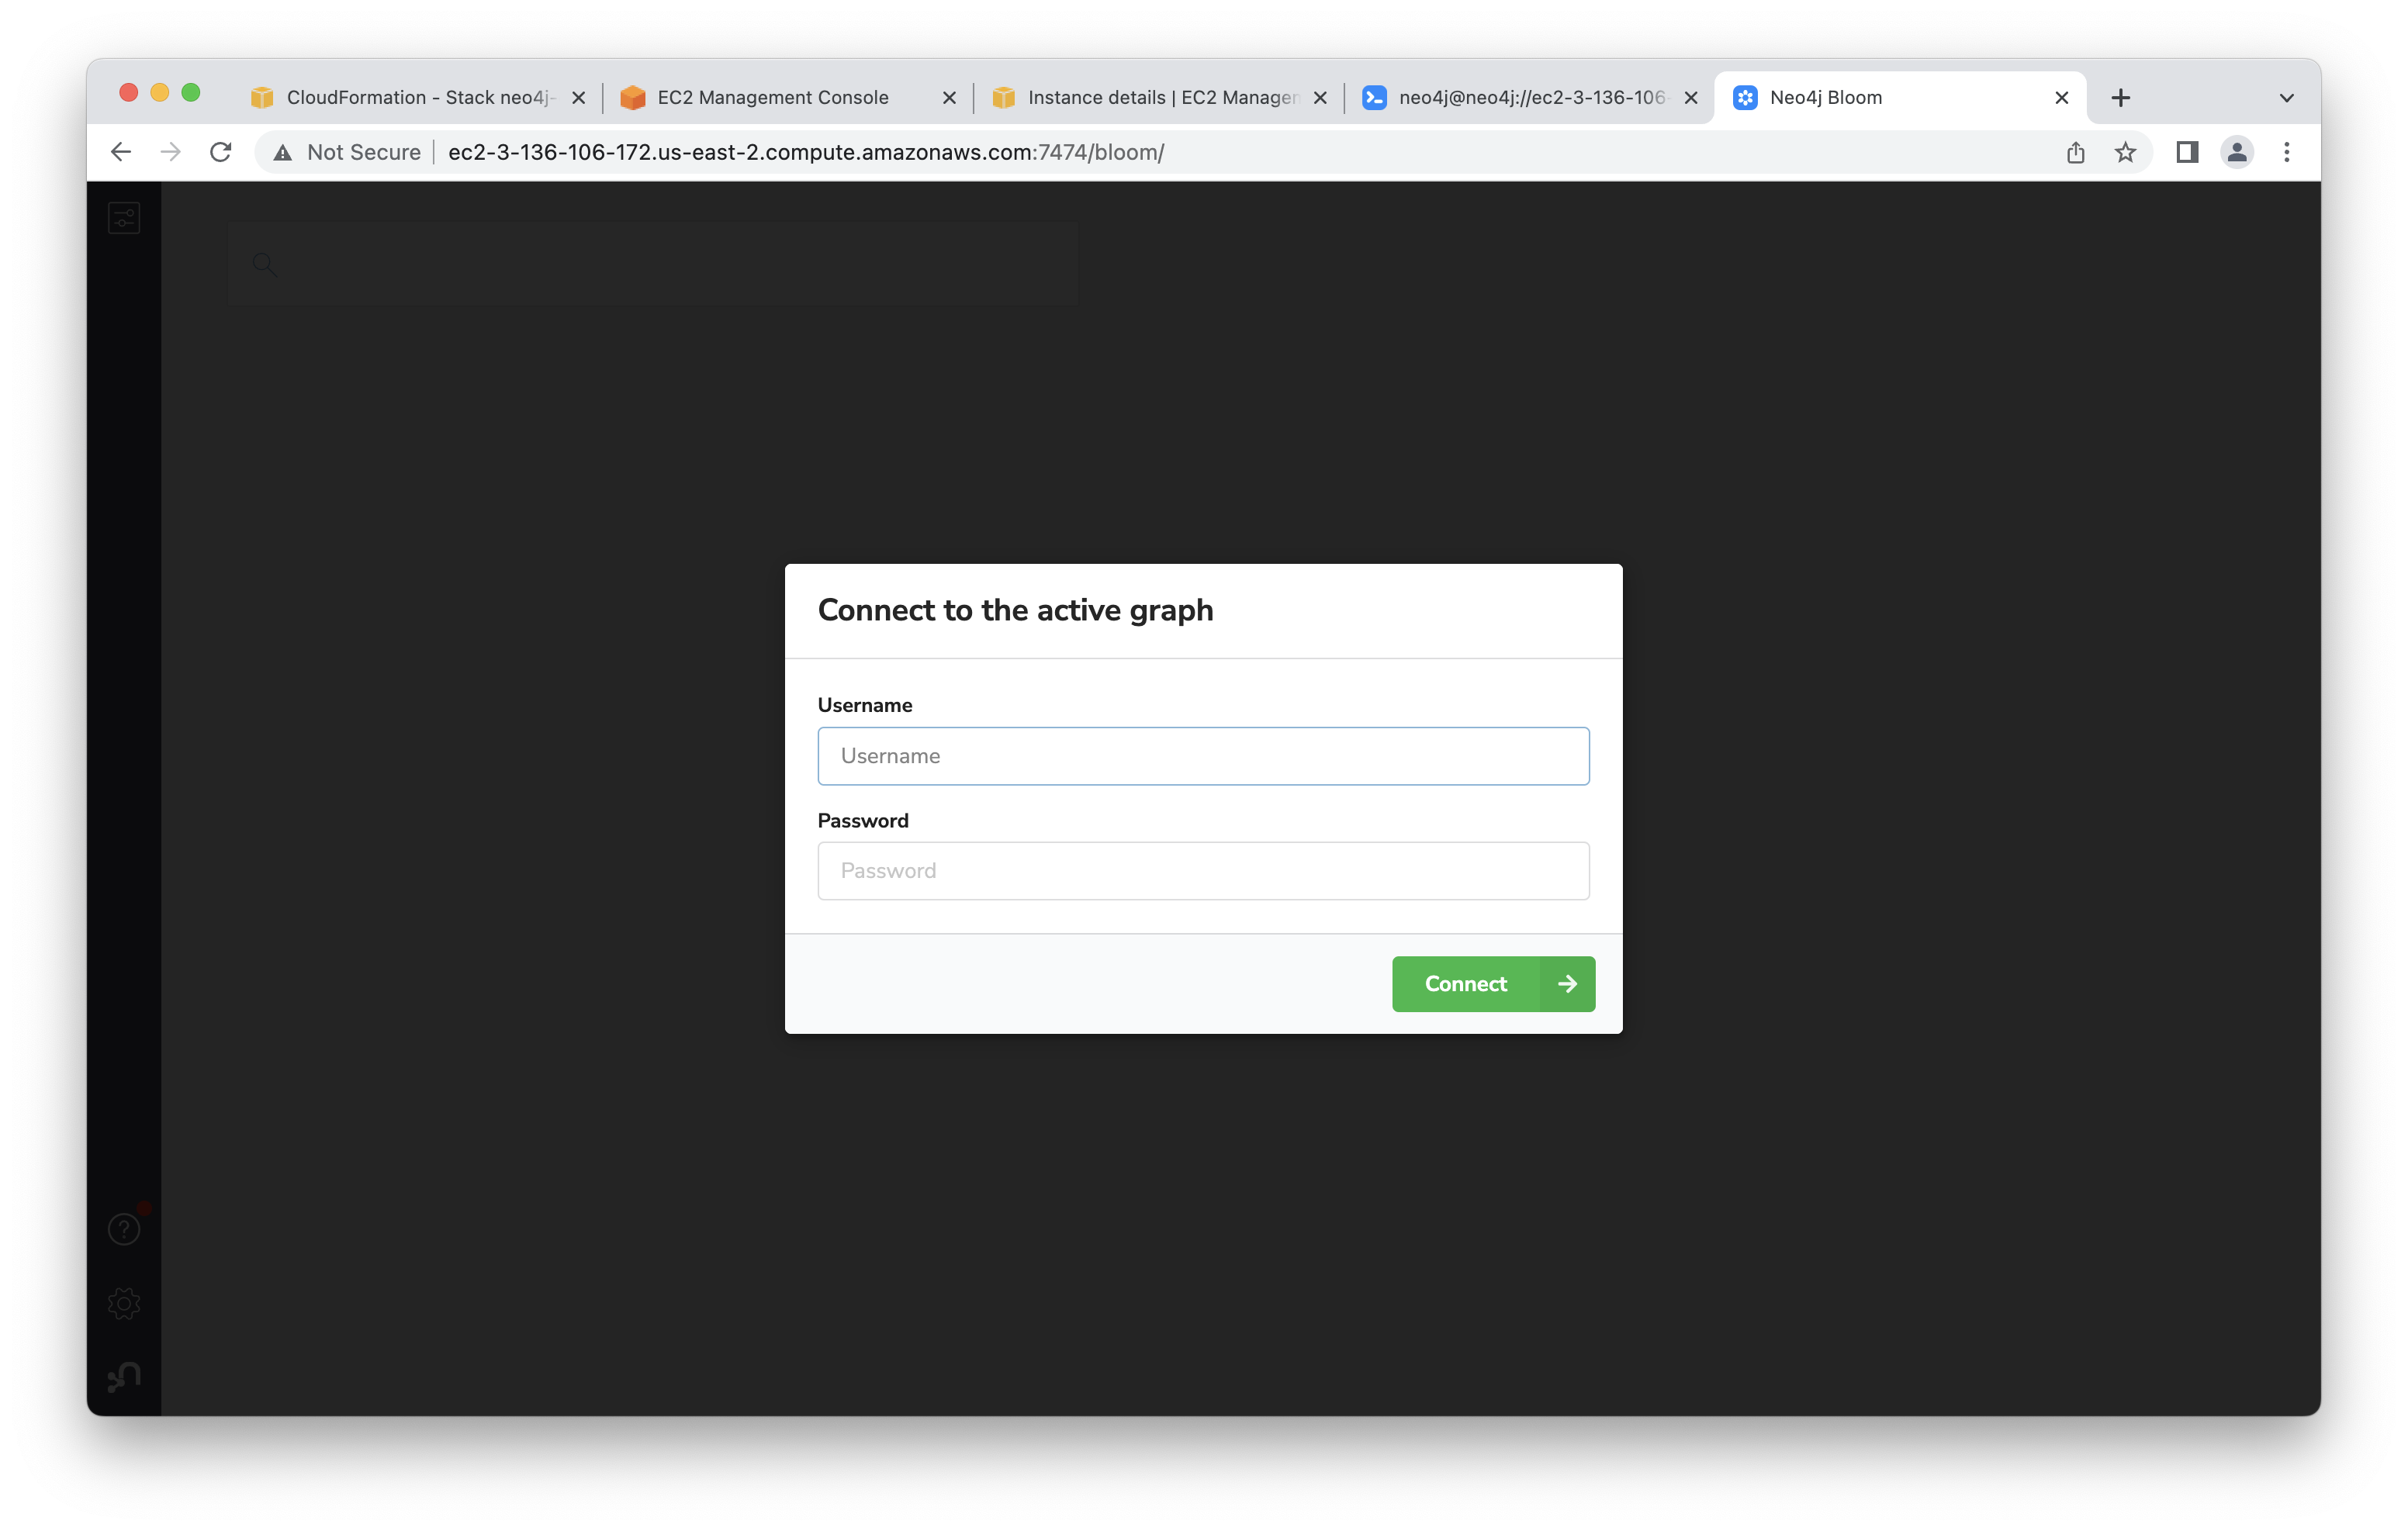 CloudFormation - Stack neo4j-
EC2 Management Console
Instance details | EC2 Managem
neo4j@neo4j://ec2-3-136-106-
Neo4j Bloom
Not Secure
ec2-3-136-106-172.us-east-2.compute.amazonaws.com:7474/bloom/
Connect to the active graph
Username
Username
Password
Password
Connect